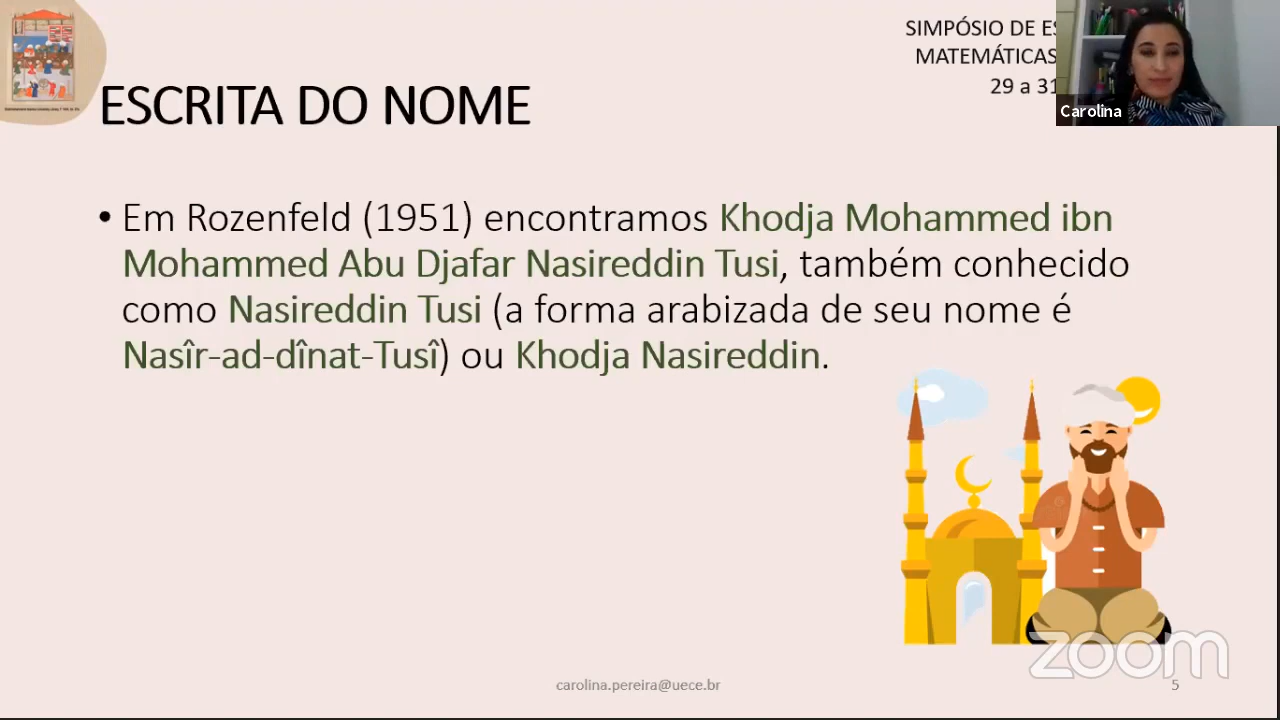 SIMPÓSIO DE
MATEMÁTICAS
29 a 31
Carolina
ESCRITA DO NOME
• Em Rozenfeld (1951) encontramos Khodja Mohammed ibn
Mohammed Abu Djafar Nasireddin Tusi, também conhecido
como Nasireddin Tusi (a forma arabizada de seu nome é
Nasîr-ad-dînat-Tusî) ou Khodja Nasireddin.
zoom
carolina.pereira@uece.br
5